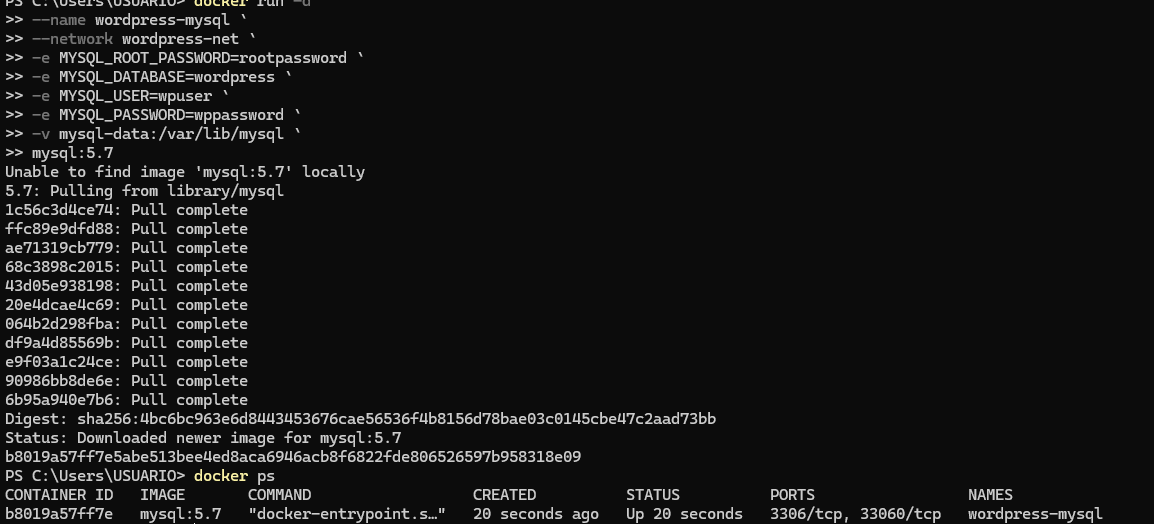 PS C:\Users\USUARIO> docker run -d
>> --name wordpress-mysql `
>> --network wordpress-net `
>> -e MYSQL_ROOT_PASSWORD=rootpassword `
>> -e MYSQL_DATABASE=wordpress `
>> -e MYSQL_USER=wpuser `
>> -e MYSQL_PASSWORD=wppassword `
>> -v mysql-data:/var/lib/mysql `
>> mysql:5.7
Unable to find image 'mysql:5.7' locally
5.7: Pulling from library/mysql
1c56c3d4ce74: Pull complete
ffc89e9dfd88: Pull complete
ae71319cb779: Pull complete
68c3898c2015: Pull complete
43d05e938198: Pull complete
20e4dcae4c69: Pull complete
064b2d298fba: Pull complete
df9a4d85569b: Pull complete
e9f03a1c24ce: Pull complete
90986bb8de6e: Pull complete
6b95a940e7b6: Pull complete
Digest: sha256:4bc6bc963e6d8443453676cae56536f4b8156d78bae03c0145cbe47c2aad73bb
Status: Downloaded newer image for mysql:5.7
b8019a57ff7e5abe513bee4ed8aca6946acb8f6822fde806526597b958318e09
PS C:\Users\USUARIO> docker ps
CONTAINER ID   IMAGE       COMMAND                  CREATED          STATUS          PORTS                 NAMES
b8019a57ff7e   mysql:5.7   "docker-entrypoint.s…"   20 seconds ago   Up 20 seconds   3306/tcp, 33060/tcp   wordpress-mysql